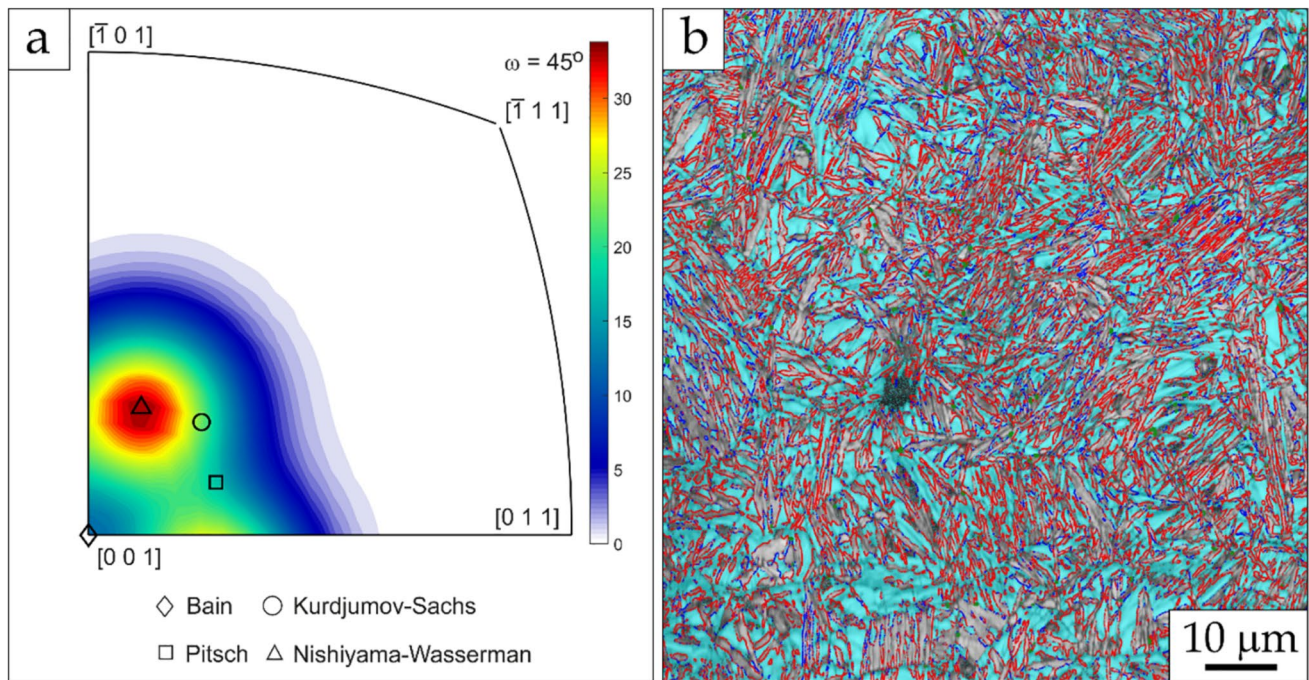 a
[1̅ 0 1]
ω = 45º
[1̅ 1 1]
30
25
20
15
10
5
0
[0 1 1]
[0 0 1]
◇ Bain ○ Kurdjumov-Sachs
□ Pitsch △ Nishiyama-Wasserman
b
10 μm